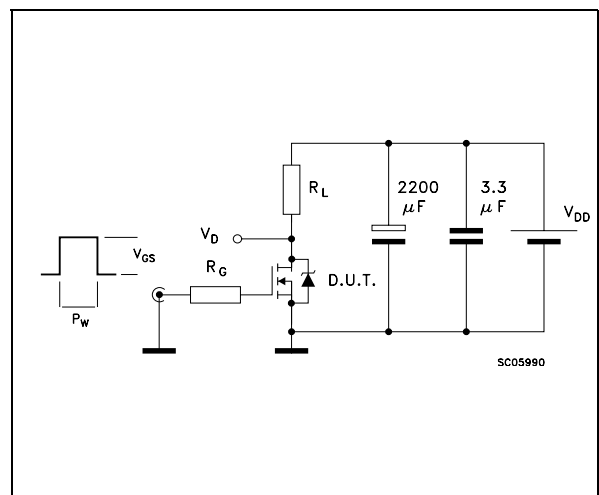 R_L
2200
µF
3.3
µF
V_DD
V_D
V_GS
R_G
D.U.T.
P_W
SC05990